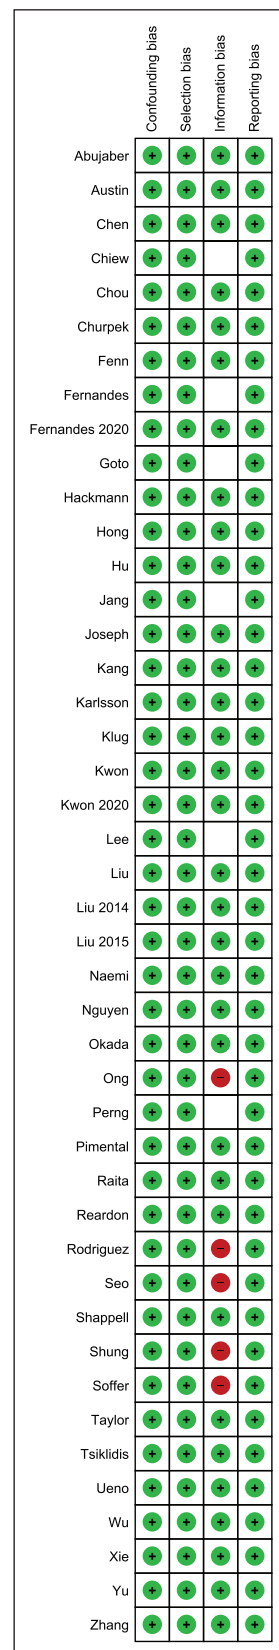 Confounding bias
Selection bias
Information bias
Reporting bias
Abujaber + + + +
Austin + + + +
Chen + + + +
Chiew + + +
Chou + + + +
Churpek + + + +
Fenn + + + +
Fernandes + + +
Fernandes 2020 + + + +
Goto + + +
Hackmann + + + +
Hong + + + +
Hu + + + +
Jang + + +
Joseph + + + +
Kang + + + +
Karlsson + + + +
Klug + + + +
Kwon + + + +
Kwon 2020 + + + +
Lee + + +
Liu + + + +
Liu 2014 + + + +
Liu 2015 + + + +
Naemi + + + +
Nguyen + + + +
Okada + + + +
Ong + + − +
Perng + + +
Pimental + + + +
Raita + + + +
Reardon + + + +
Rodriguez + + − +
Seo + + − +
Shappell + + + +
Shung + + − +
Soffer + + − +
Taylor + + + +
Tsiklidis + + + +
Ueno + + + +
Wu + + + +
Xie + + + +
Yu + + + +
Zhang + + + +